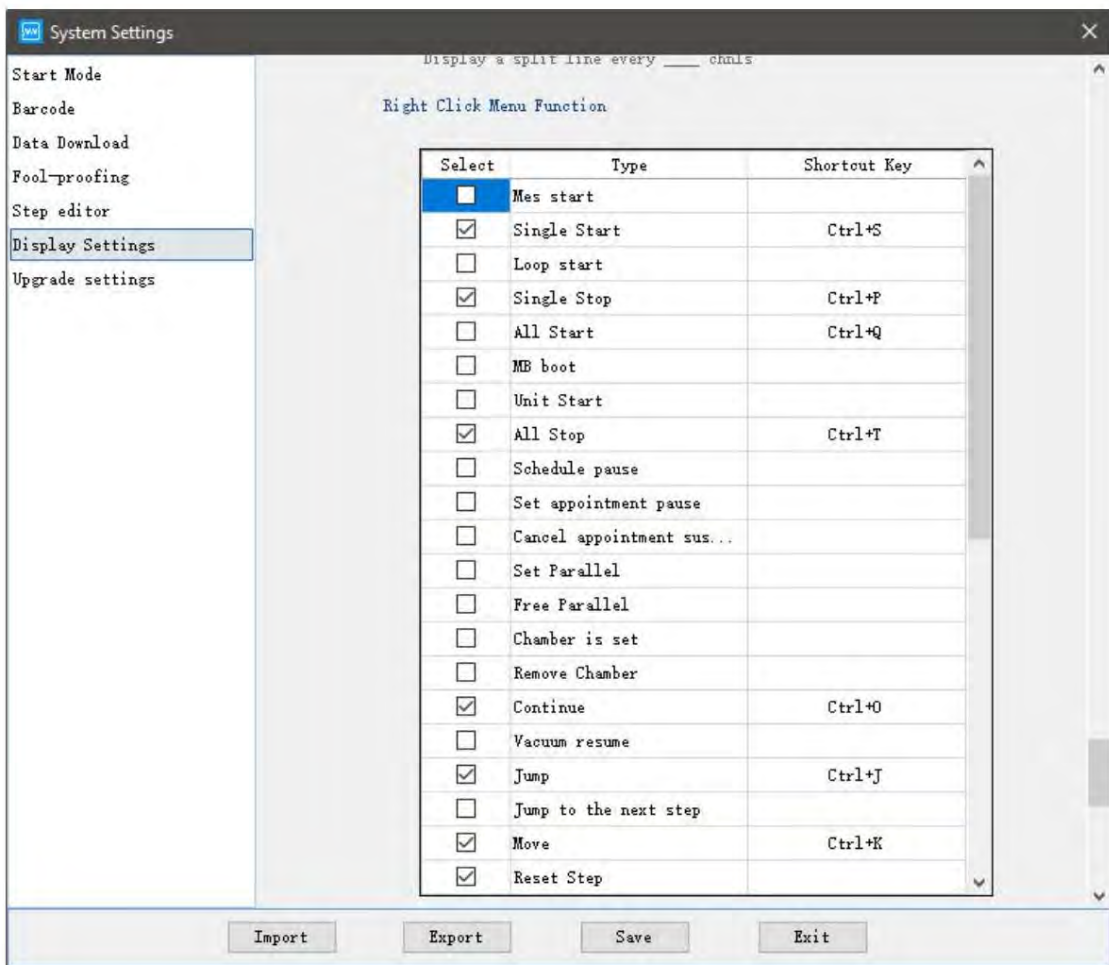 System Settings
Start Mode
Barcode
Data Download
Fool-proofing
Step editor
Display Settings
Upgrade settings
Display a split line every ____ chnls
Right Click Menu Function
Select Type Shortcut Key
Mes start
Single Start Ctrl+S
Loop start
Single Stop Ctrl+P
All Start Ctrl+Q
MB boot
Unit Start
All Stop Ctrl+T
Schedule pause
Set appointment pause
Cancel appointment sus...
Set Parallel
Free Parallel
Chamber is set
Remove Chamber
Continue Ctrl+O
Vacuum resume
Jump Ctrl+J
Jump to the next step
Move Ctrl+K
Reset Step
Import Export Save Exit